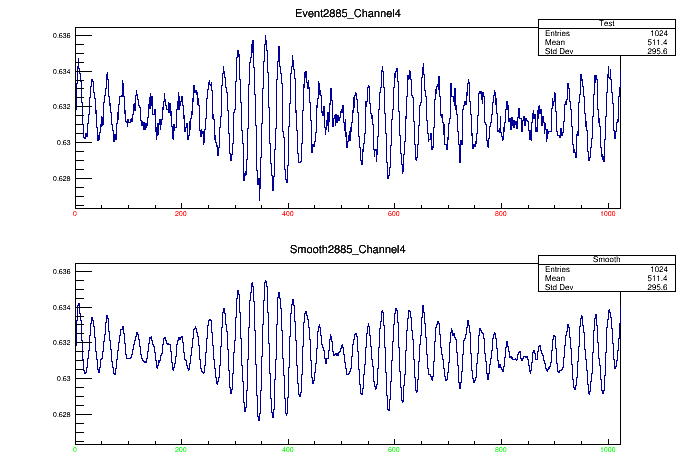 Event2885_Channel4
Test
Entries 1024
Mean 511.4
Std Dev 295.6
0.636
0.634
0.632
0.63
0.628
0 200 400 600 800 1000
Smooth2885_Channel4
Smooth
Entries 1024
Mean 511.4
Std Dev 295.6
0.636
0.634
0.632
0.63
0.628
0 200 400 600 800 1000